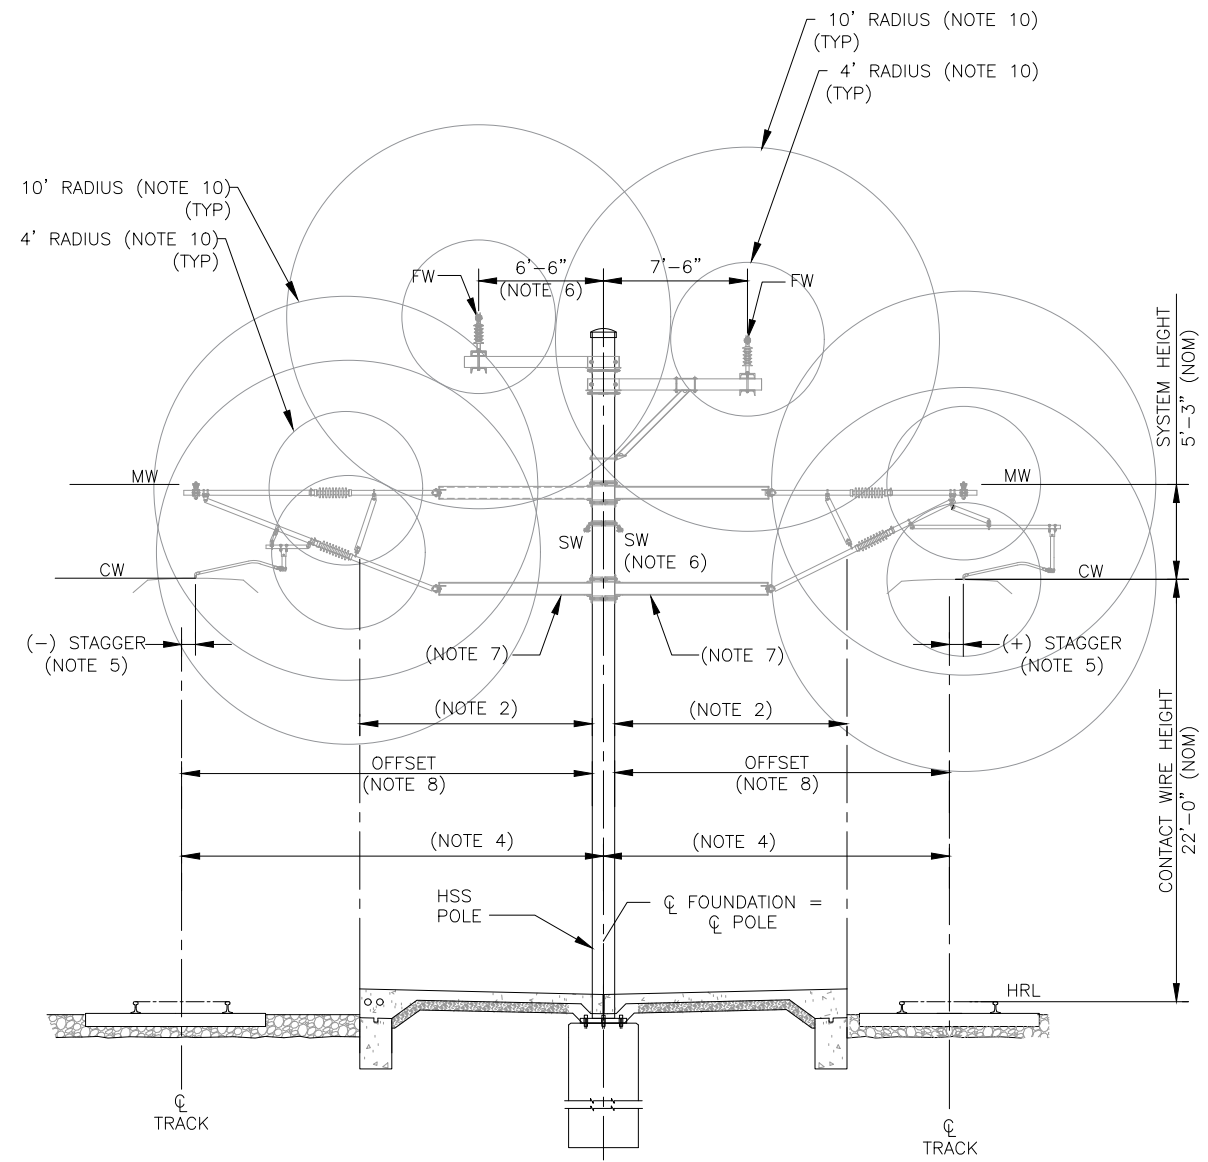 10' RADIUS (NOTE 10)
(TYP)
4' RADIUS (NOTE 10)
(TYP)
10' RADIUS (NOTE 10)
(TYP)
4' RADIUS (NOTE 10)
(TYP)
FW
6'-6"
(NOTE 6)
7'-6"
FW
SYSTEM HEIGHT
5'-3" (NOM)
MW
MW
SW
SW
(NOTE 6)
CW
CW
(-) STAGGER
(NOTE 5)
(NOTE 7)
(NOTE 7)
(+) STAGGER
(NOTE 5)
(NOTE 2)
(NOTE 2)
OFFSET
(NOTE 8)
OFFSET
(NOTE 8)
CONTACT WIRE HEIGHT
22'-0" (NOM)
(NOTE 4)
(NOTE 4)
HSS
POLE
℄ FOUNDATION =
℄ POLE
HRL
℄
TRACK
℄
TRACK